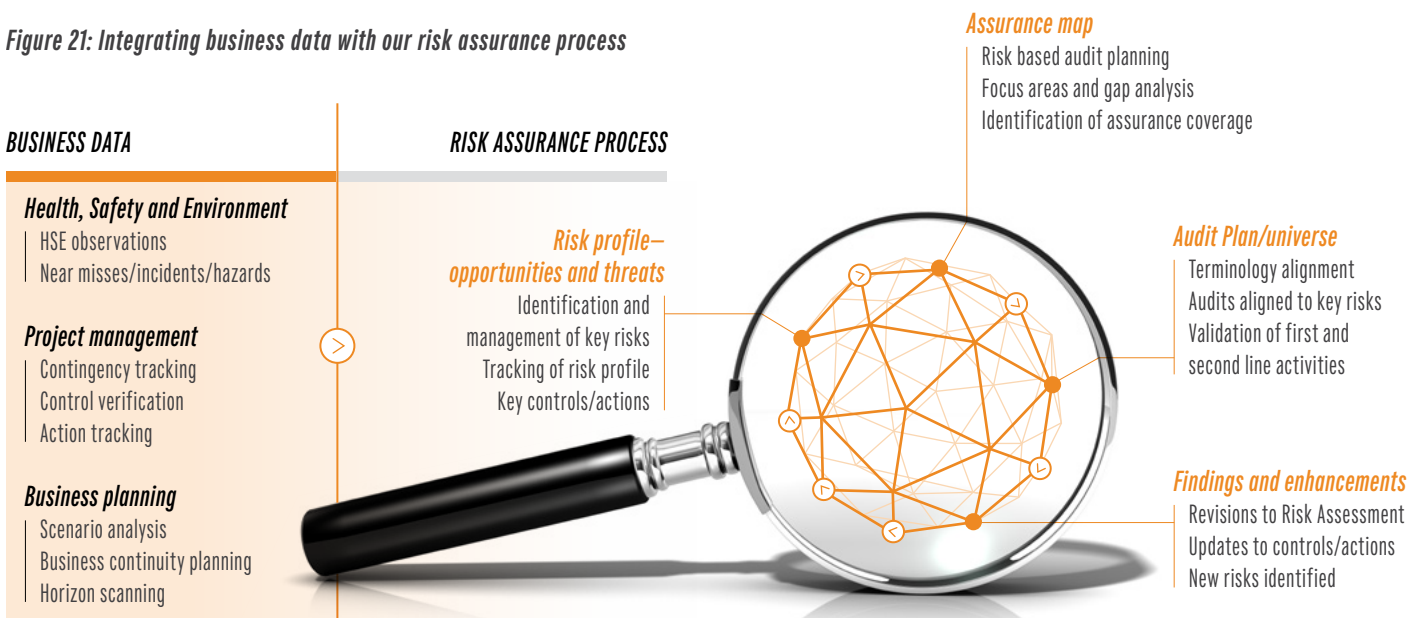 Figure 21: Integrating business data with our risk assurance process
BUSINESS DATA
Health, Safety and Environment
HSE observations
Near misses/incidents/hazards
Project management
Contingency tracking
Control verification
Action tracking
Business planning
Scenario analysis
Business continuity planning
Horizon scanning
RISK ASSURANCE PROCESS
Risk profile–
opportunities and threats
Identification and
management of key risks
Tracking of risk profile
Key controls/actions
Assurance map
Risk based audit planning
Focus areas and gap analysis
Identification of assurance coverage
Audit Plan/universe
Terminology alignment
Audits aligned to key risks
Validation of first and
second line activities
Findings and enhancements
Revisions to Risk Assessment
Updates to controls/actions
New risks identified